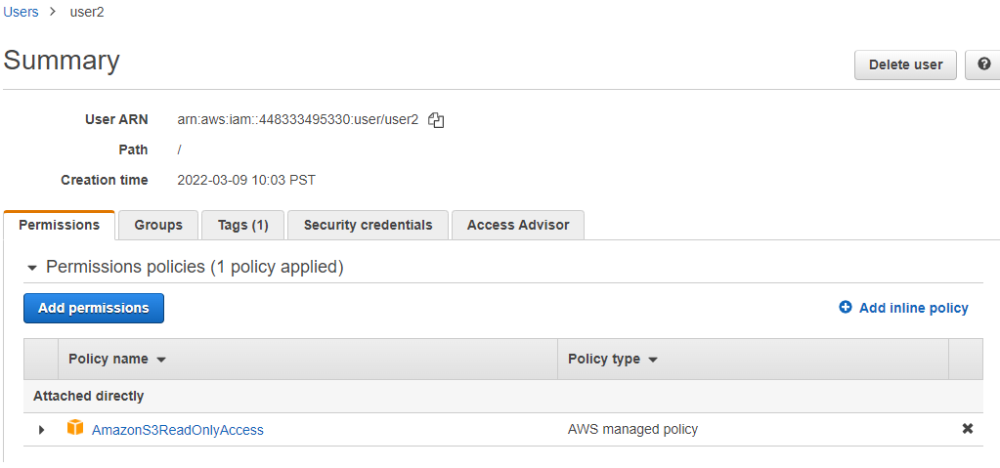 Users > user2
Summary
Delete user ?
User ARN arn:aws:iam::448333495330:user/user2
Path /
Creation time 2022-03-09 10:03 PST
Permissions Groups Tags (1) Security credentials Access Advisor
Permissions policies (1 policy applied)
Add permissions Add inline policy
Policy name Policy type
Attached directly
AmazonS3ReadOnlyAccess AWS managed policy